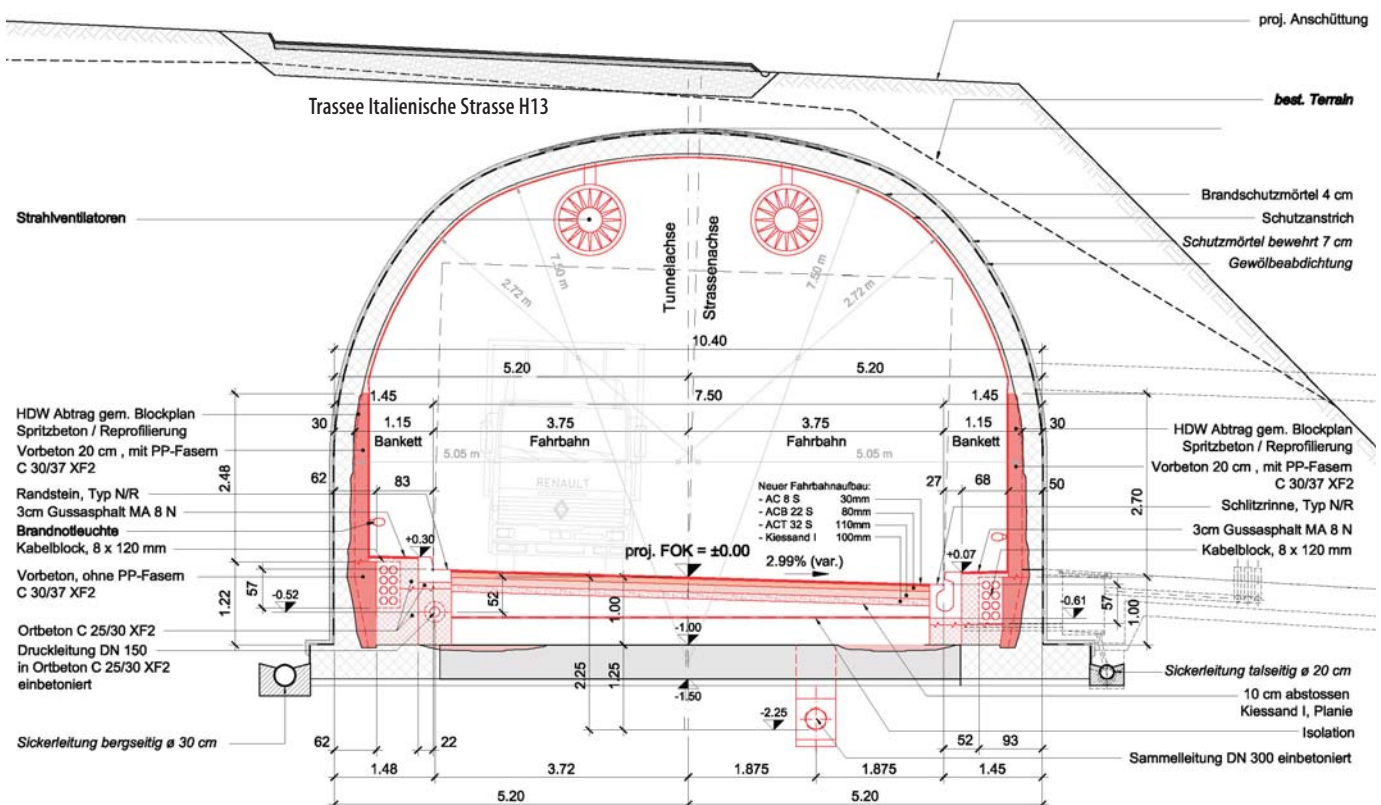 proj. Anschüttung
Trassee Italienische Strasse H13
best. Terrain
Strahlventilatoren
Brandschutzmörtel 4 cm
Schutzanstrich
Schutzmörtel bewehrt 7 cm
Gewölbeabdichtung
Tunnelachse
Strassenachse
7.50 m
2.72 m
7.50 m
2.72 m
10.40
5.20
5.20
1.45
7.50
1.45
30
1.15
3.75
3.75
1.15
30
Bankett
Fahrbahn
Fahrbahn
Bankett
5.05 m
5.05 m
HDW Abtrag gem. Blockplan
Spritzbeton / Reprofilierung
Vorbeton 20 cm , mit PP-Fasern
C 30/37 XF2
Randstein, Typ N/R
3cm Gussasphalt MA 8 N
Brandnotleuchte
Kabelblock, 8 x 120 mm
Vorbeton, ohne PP-Fasern
C 30/37 XF2
Ortbeton C 25/30 XF2
Druckleitung DN 150
in Ortbeton C 25/30 XF2
einbetoniert
Sickerleitung bergseitig ø 30 cm
2.48
1.22
62
83
57
-0.52
+0.30
52
RENAULT
Neuer Fahrbahnaufbau:
- AC 8 S 30mm
- ACB 22 S 80mm
- ACT 32 S 110mm
- Kiessand I 100mm
proj. FOK = ±0.00
2.99% (var.)
27
68
50
+0.07
-0.61
57
2.70
1.00
HDW Abtrag gem. Blockplan
Spritzbeton / Reprofilierung
Vorbeton 20 cm , mit PP-Fasern
C 30/37 XF2
Schlitzrinne, Typ N/R
3cm Gussasphalt MA 8 N
Kabelblock, 8 x 120 mm
1.00
2.25
1.25
-1.00
-1.50
-2.25
Sickerleitung talseitig ø 20 cm
10 cm abstossen
Kiessand I, Planie
Isolation
Sammelleitung DN 300 einbetoniert
62
22
52
93
1.48
3.72
1.875
1.875
1.45
5.20
5.20